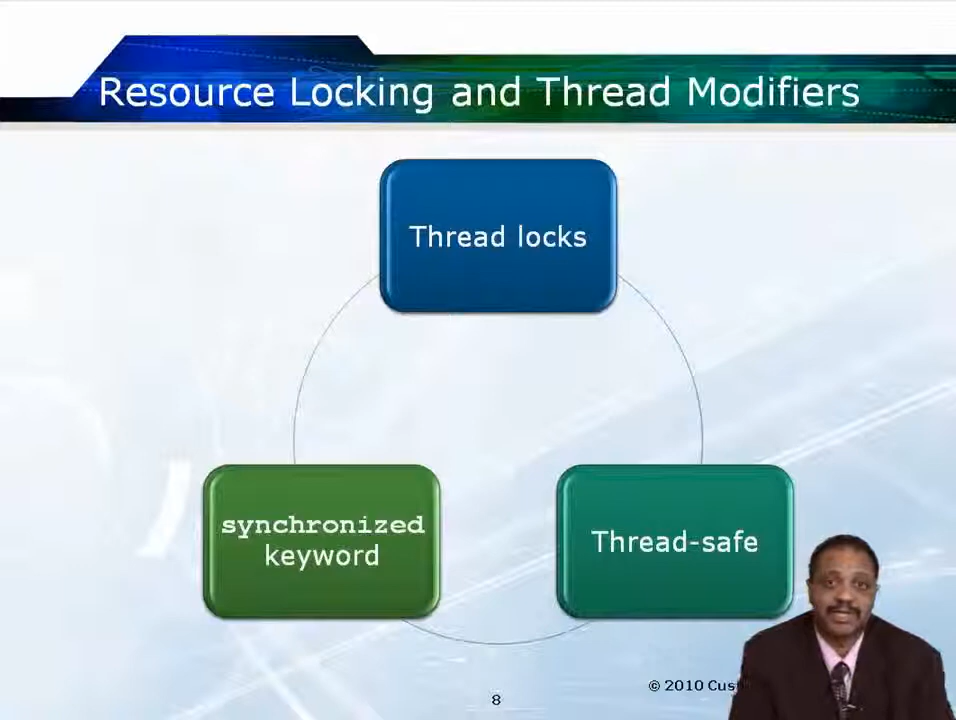 Resource Locking and Thread Modifiers
Thread locks
synchronized
keyword
Thread-safe
© 2010
8